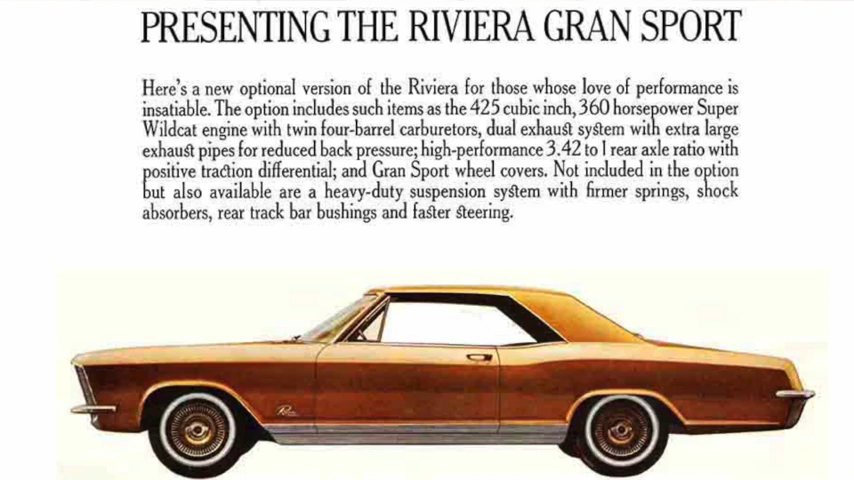 PRESENTING THE RIVIERA GRAN SPORT
Here's a new optional version of the Riviera for those whose love of performance is
insatiable. The option includes such items as the 425 cubic inch, 360 horsepower Super
Wildcat engine with twin four-barrel carburetors, dual exhaust system with extra large
exhaust pipes for reduced back pressure; high-performance 3.42 to 1 rear axle ratio with
positive traction differential; and Gran Sport wheel covers. Not included in the option
but also available are a heavy-duty suspension system with firmer springs, shock
absorbers, rear track bar bushings and faster steering.
Riviera